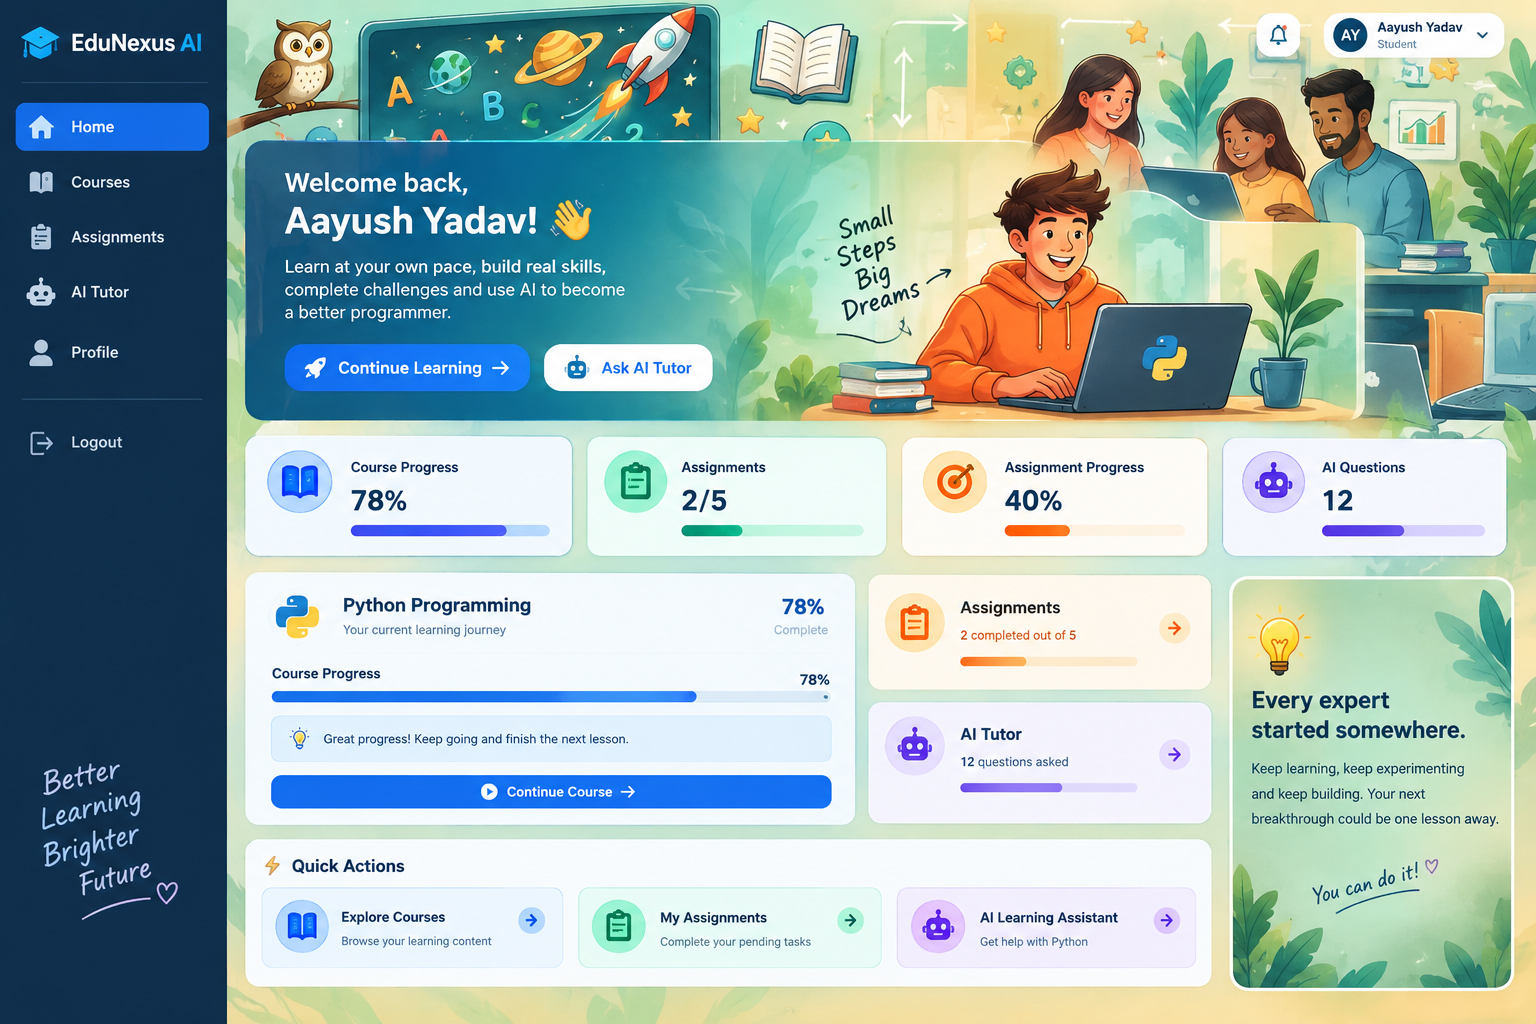 EduNexus AI
Home
Courses
Assignments
AI Tutor
Profile
Logout
Better
Learning
Brighter
Future
A
B
C
A
2
AY
Aayush Yadav
Student
Welcome back,
Aayush Yadav! 👋
Learn at your own pace, build real skills,
complete challenges and use AI to become
a better programmer.
Continue Learning →
Ask AI Tutor
Small
Steps
Big
Dreams →
Course Progress
78%
Assignments
2/5
Assignment Progress
40%
AI Questions
12
Python Programming
Your current learning journey
78%
Complete
Course Progress
78%
Great progress! Keep going and finish the next lesson.
Continue Course →
Assignments
2 completed out of 5
AI Tutor
12 questions asked
Every expert
started somewhere.
Keep learning, keep experimenting
and keep building. Your next
breakthrough could be one lesson away.
You can do it! ♡
Quick Actions
Explore Courses
Browse your learning content
My Assignments
Complete your pending tasks
AI Learning Assistant
Get help with Python